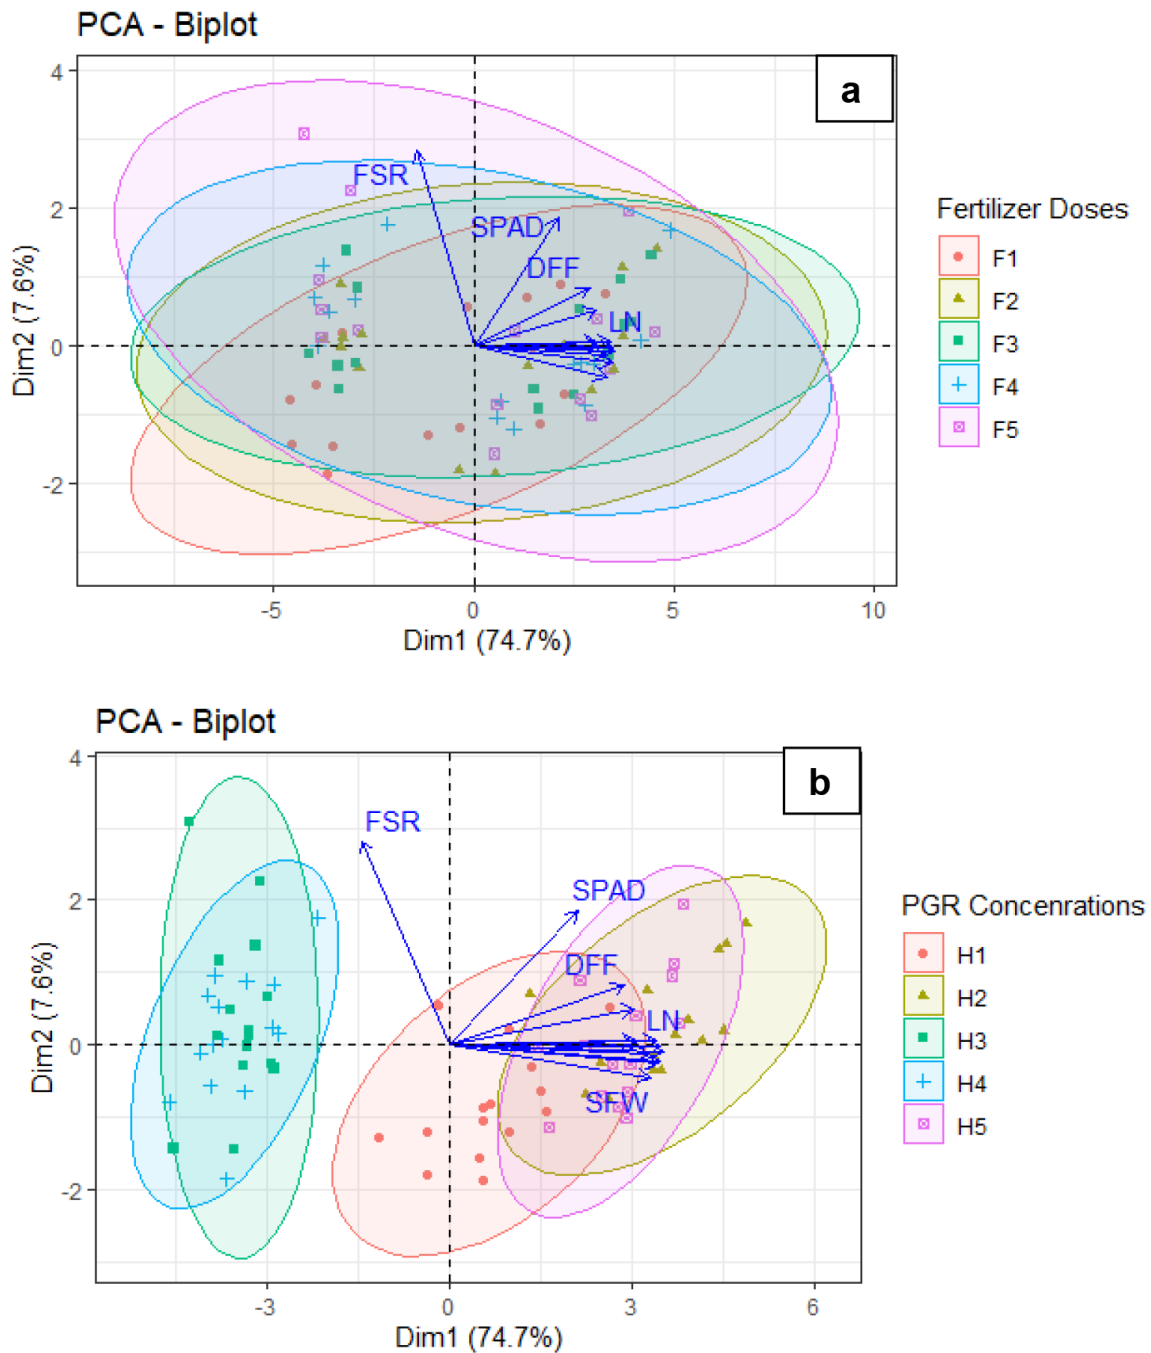 PCA - Biplot
a
4
2
0
-2
Dim2 (7.6%)
FSR
SPAD
DFF
LN
-5
0
5
10
Dim1 (74.7%)
Fertilizer Doses
F1
F2
F3
F4
F5
PCA - Biplot
b
4
2
0
-2
Dim2 (7.6%)
FSR
SPAD
DFF
LN
SFW
-3
0
3
6
Dim1 (74.7%)
PGR Concenrations
H1
H2
H3
H4
H5